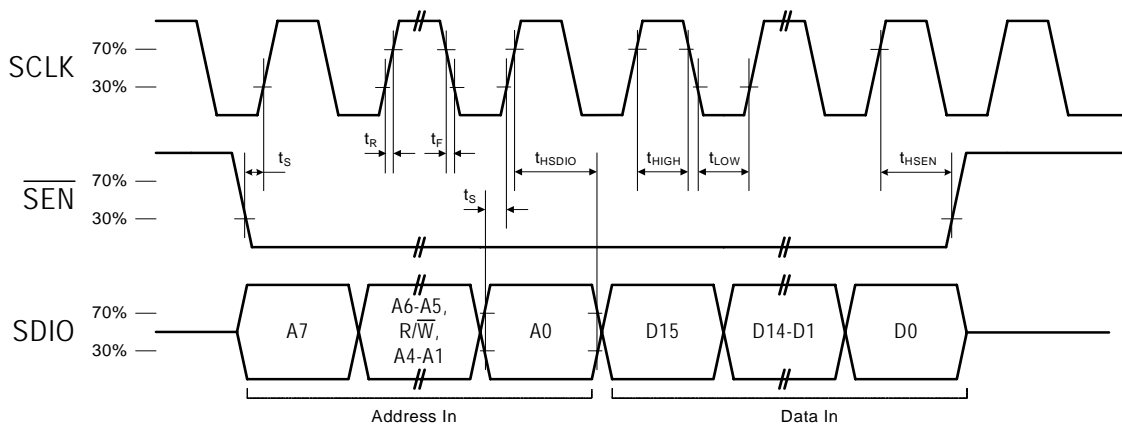 SCLK
70%
30%
tR
tF
tS
tHSDIO
tHIGH
tLOW
tHSEN
SEN
70%
30%
tS
SDIO
70%
30%
A7
A6-A5,
R/W,
A4-A1
A0
D15
D14-D1
D0
Address In
Data In